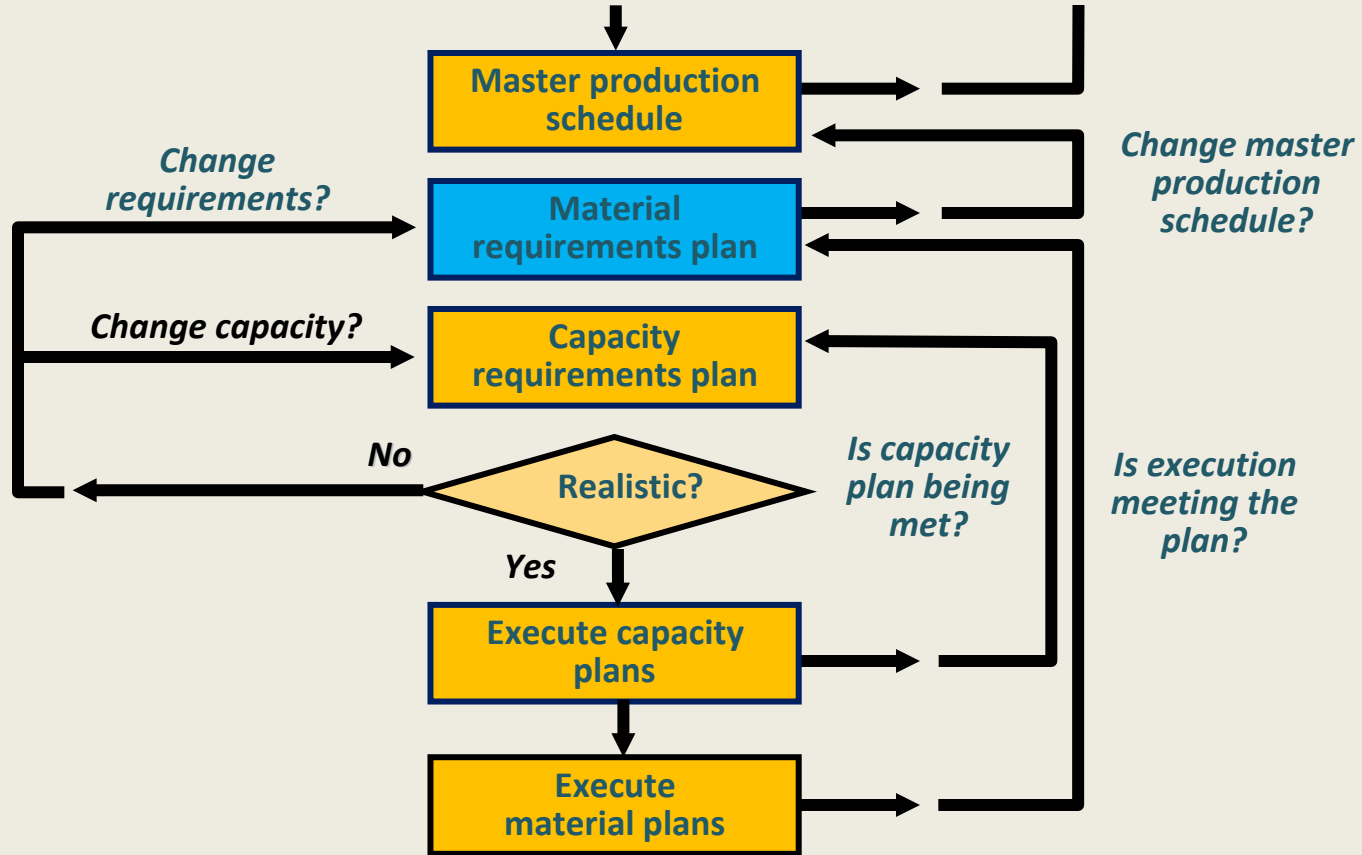 Master production
schedule
Change
requirements?
Change master
production
schedule?
Material
requirements plan
Change capacity?
Capacity
requirements plan
No
Realistic?
Is capacity
plan being
met?
Is execution
meeting the
plan?
Yes
Execute capacity
plans
Execute
material plans